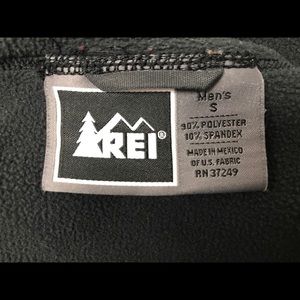 REI®
Men's
S
90% POLYESTER
10% SPANDEX
MADE IN MEXICO
OF U.S. FABRIC
RN 37249